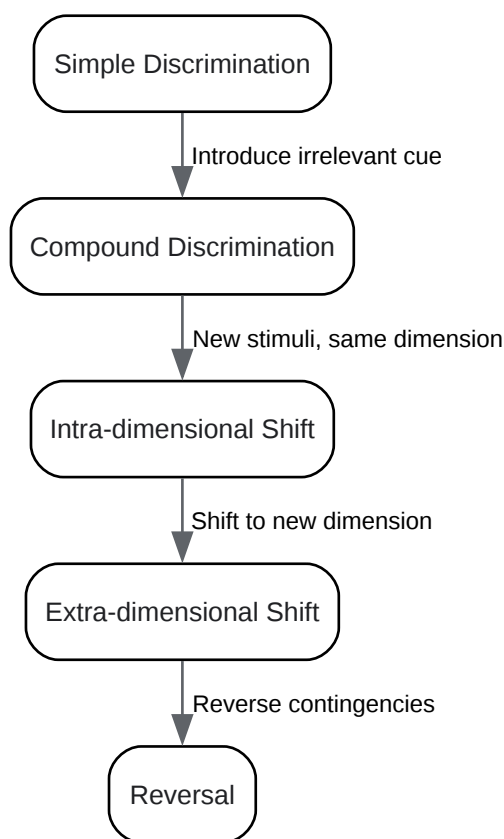 Simple Discrimination
Introduce irrelevant cue
Compound Discrimination
New stimuli, same dimension
Intra-dimensional Shift
Shift to new dimension
Extra-dimensional Shift
Reverse contingencies
Reversal